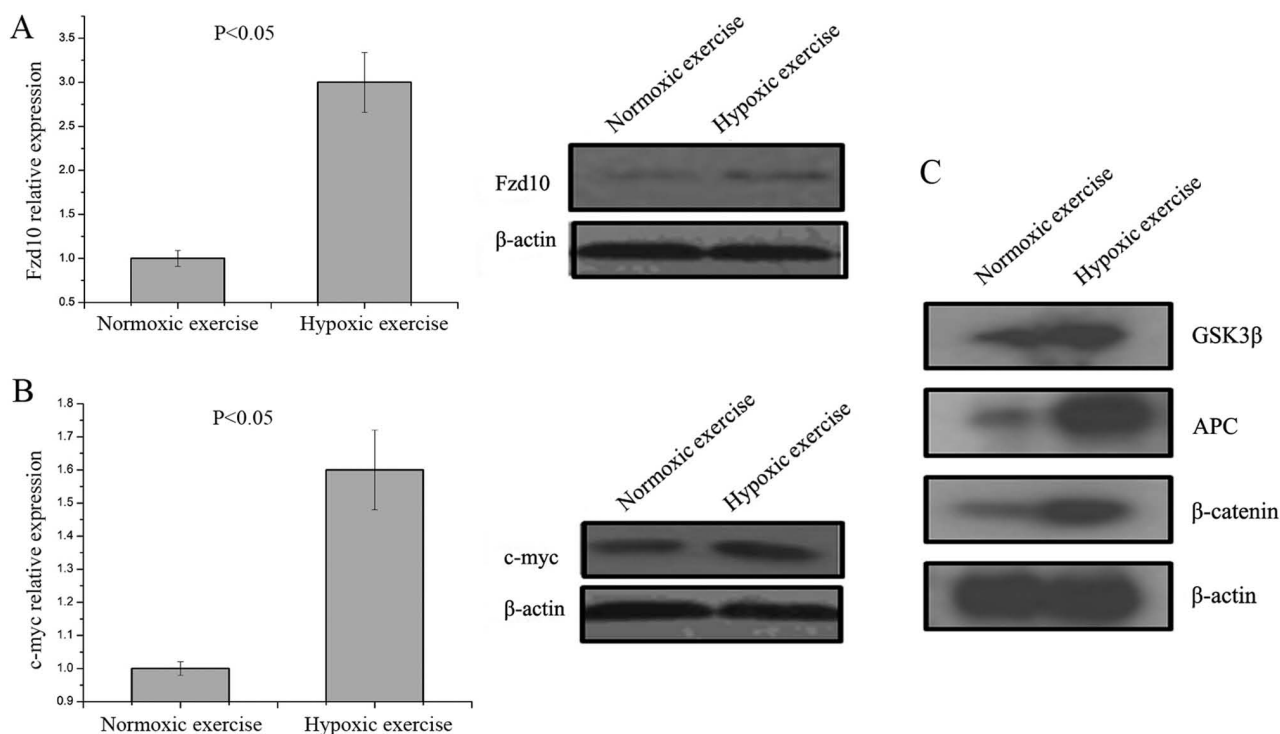 A
P<0.05
Fzd10 relative expression
3.5
3.0
2.5
2.0
1.5
1.0
0.5
Normoxic exercise
Hypoxic exercise
Normoxic exercise
Hypoxic exercise
Fzd10
β-actin
B
P<0.05
c-myc relative expression
1.8
1.7
1.6
1.5
1.4
1.3
1.2
1.1
1.0
0.9
Normoxic exercise
Hypoxic exercise
Normoxic exercise
Hypoxic exercise
c-myc
β-actin
C
Normoxic exercise
Hypoxic exercise
GSK3β
APC
β-catenin
β-actin